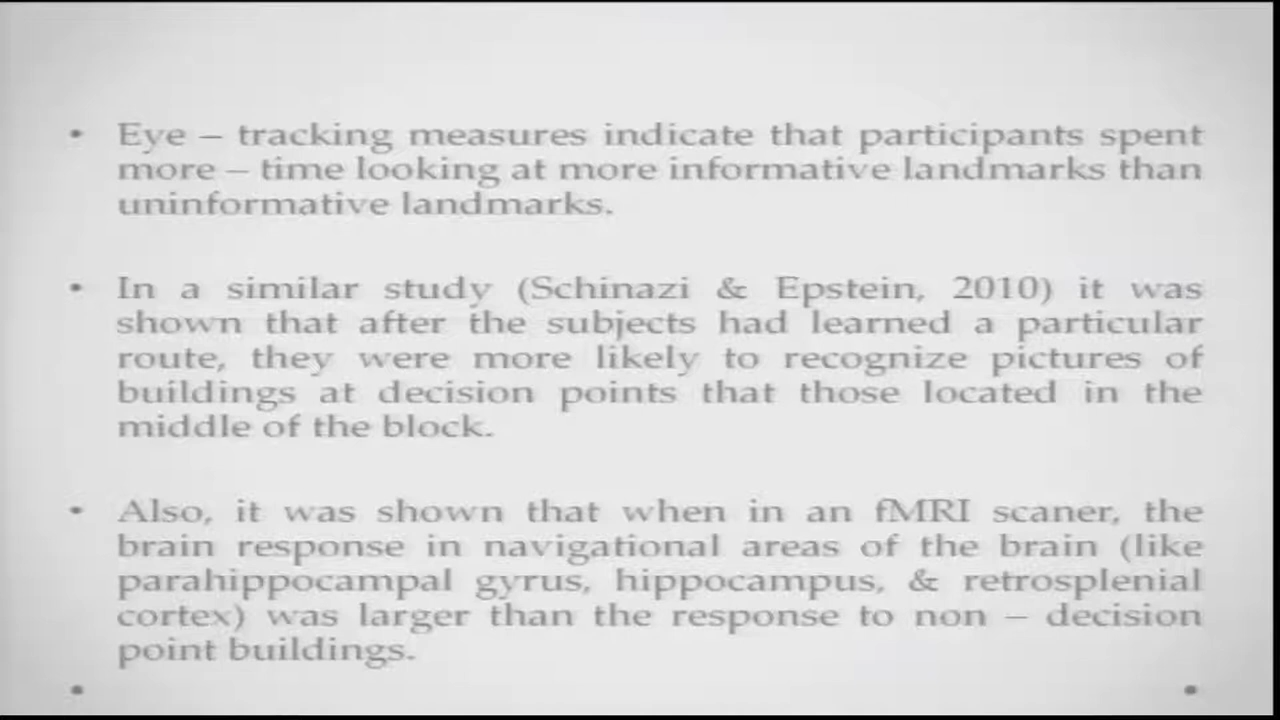 • Eye – tracking measures indicate that participants spent
more – time looking at more informative landmarks than
uninformative landmarks.
• In a similar study (Schinazi & Epstein, 2010) it was
shown that after the subjects had learned a particular
route, they were more likely to recognize pictures of
buildings at decision points that those located in the
middle of the block.
• Also, it was shown that when in an fMRI scaner, the
brain response in navigational areas of the brain (like
parahippocampal gyrus, hippocampus, & retrosplenial
cortex) was larger than the response to non – decision
point buildings.